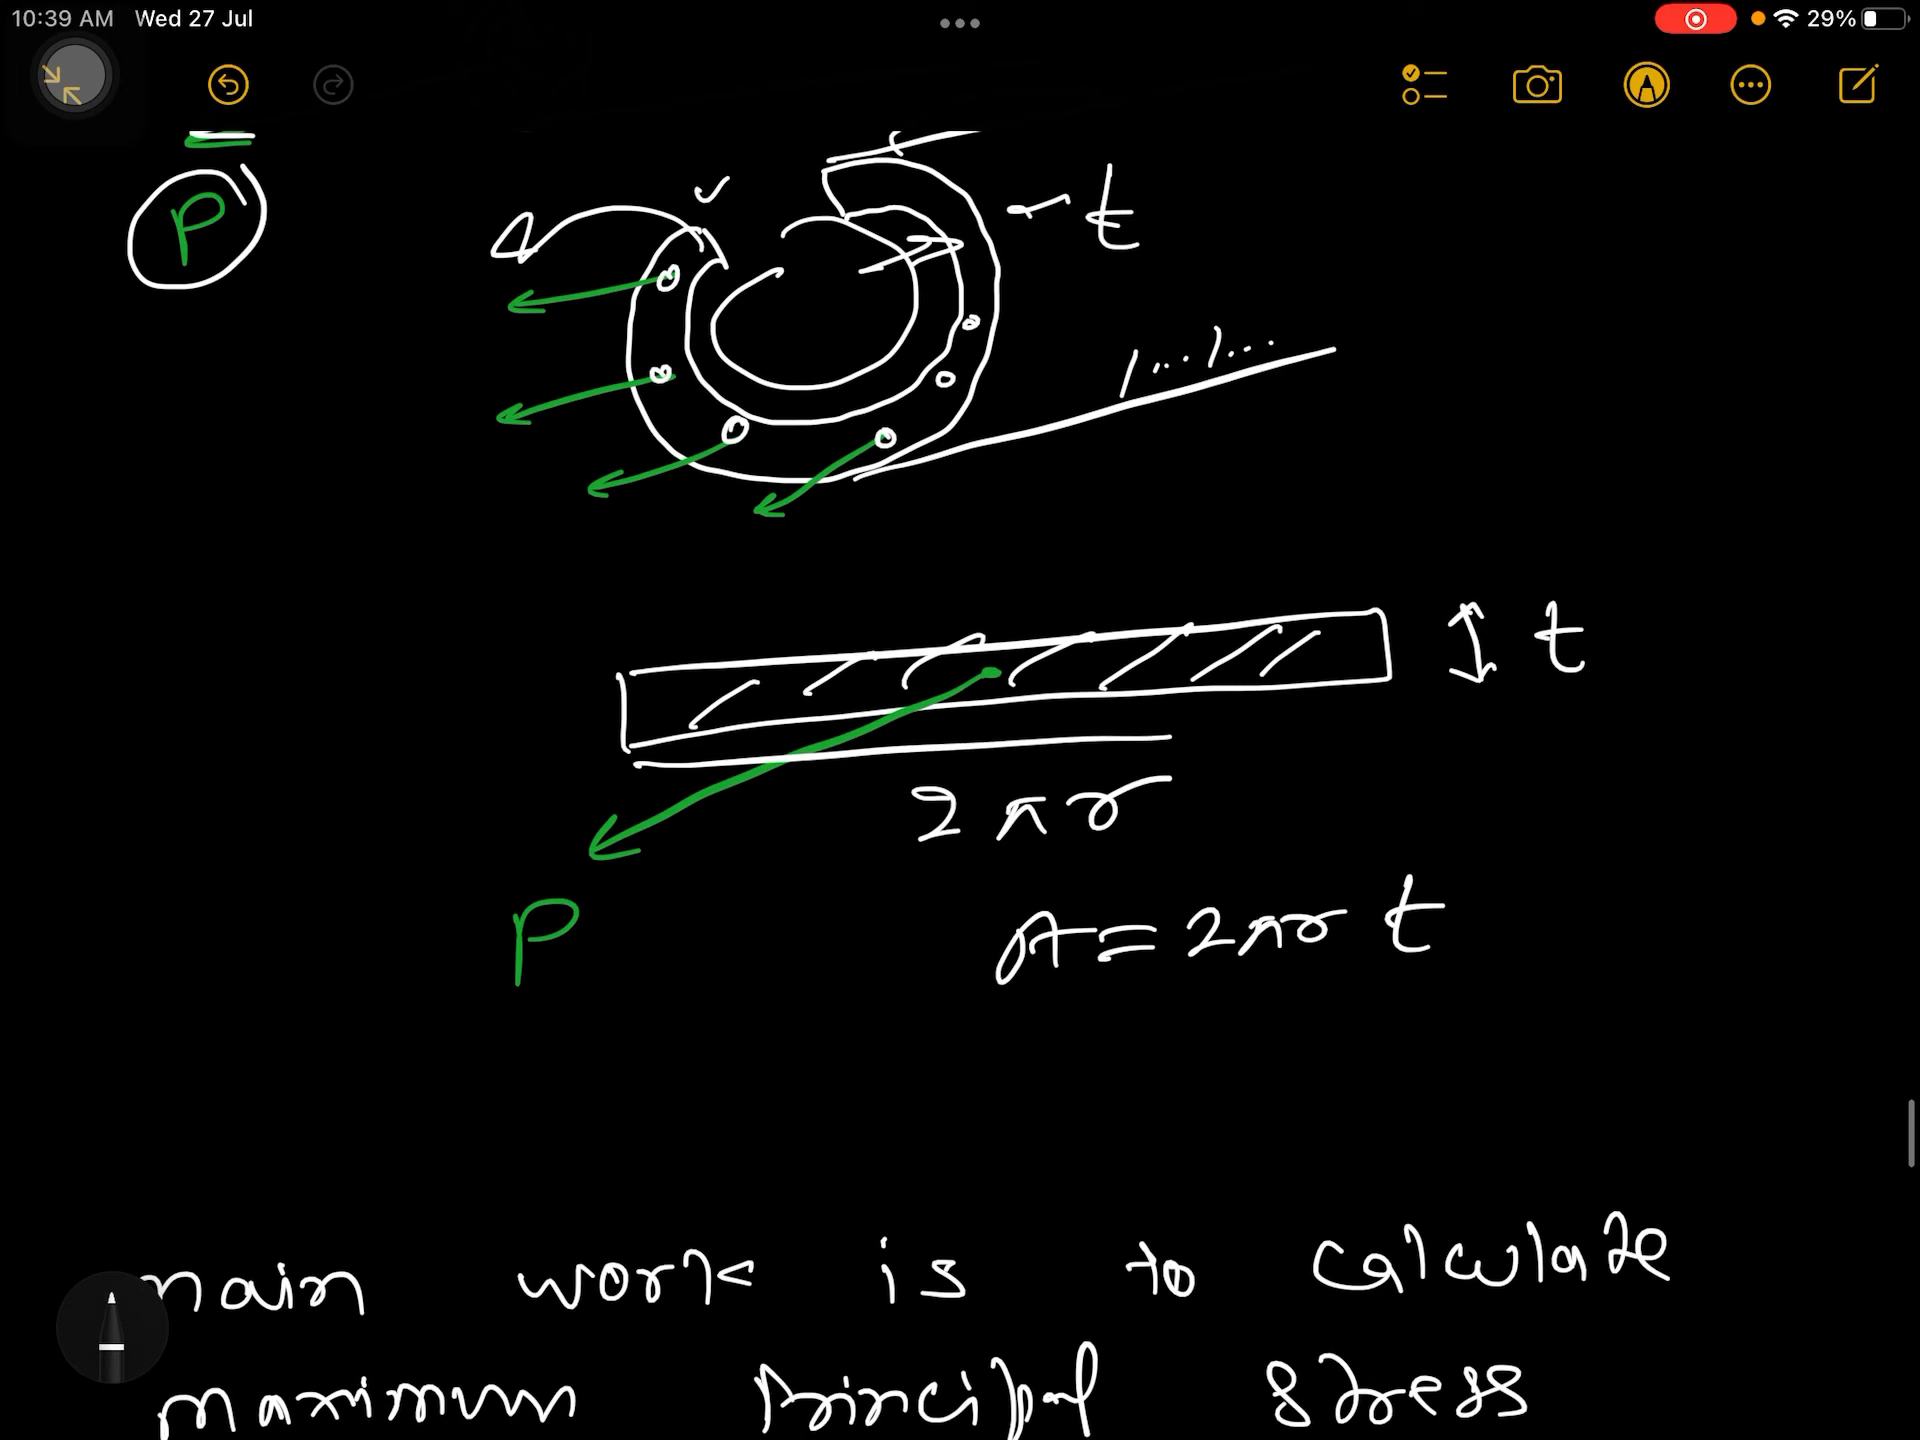 10:39 AM Wed 27 Jul
29%
P
t
t
2πr
P
A = 2πr t
main work is to calculate
maximum principal stress